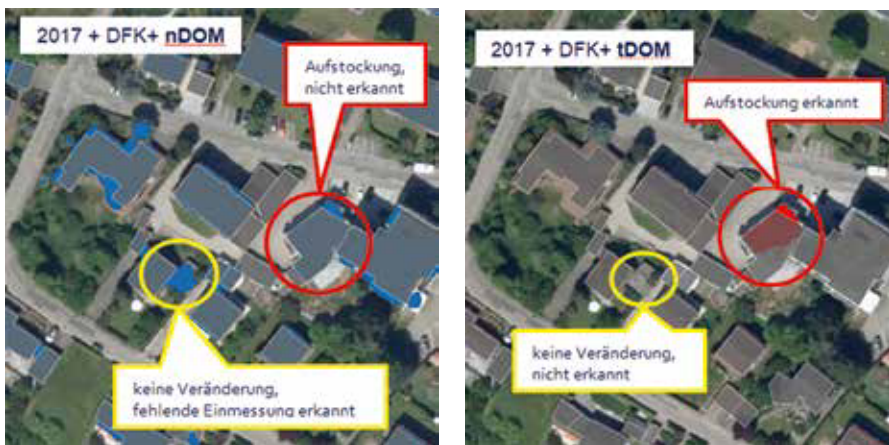 2017 + DFK+ nDOM
Aufstockung,
nicht erkannt
keine Veränderung,
fehlende Einmessung erkannt
2017 + DFK+ tDOM
Aufstockung erkannt
keine Veränderung,
nicht erkannt